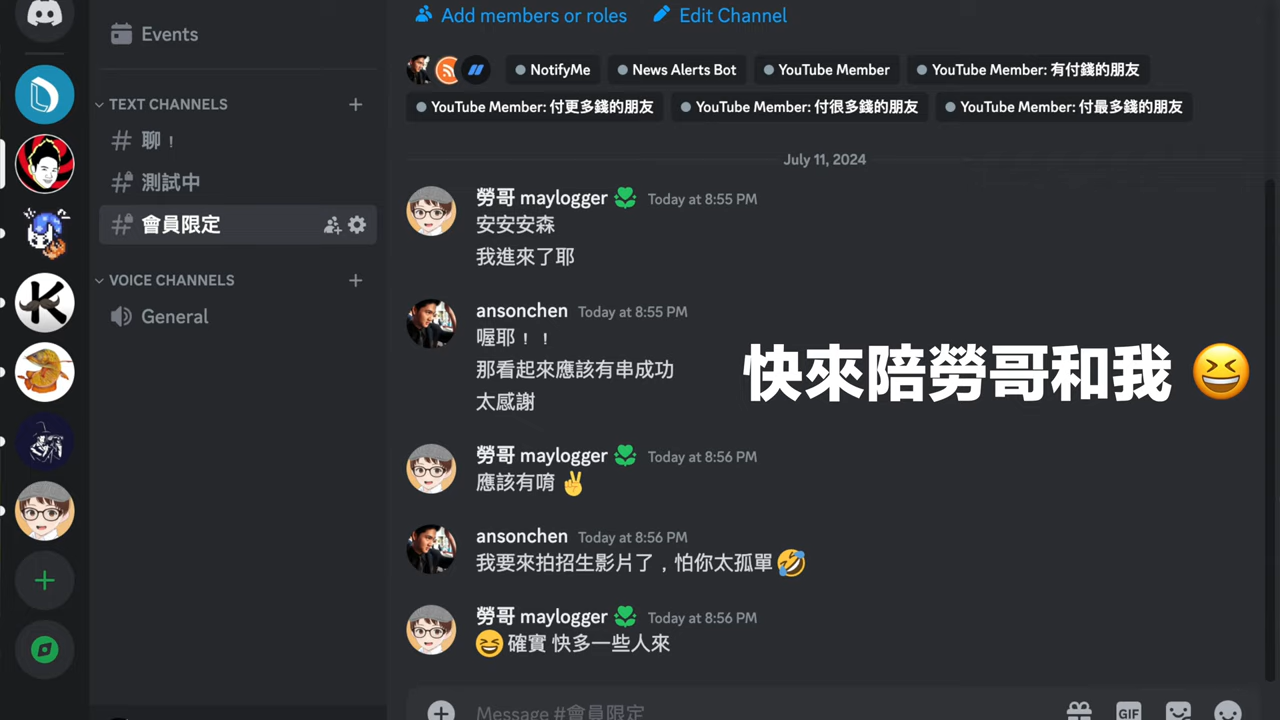 Events
TEXT CHANNELS
聊！
測試中
會員限定
VOICE CHANNELS
General
Add members or roles
Edit Channel
NotifyMe
News Alerts Bot
YouTube Member
YouTube Member: 有付錢的朋友
YouTube Member: 付更多錢的朋友
YouTube Member: 付很多錢的朋友
YouTube Member: 付最多錢的朋友
July 11, 2024
勞哥 maylogger Today at 8:55 PM
安安安森
我進來了耶
ansonchen Today at 8:55 PM
喔耶！！
那看起來應該有串成功
太感謝
快來陪勞哥和我 😆
勞哥 maylogger Today at 8:56 PM
應該有唷 ✌️
ansonchen Today at 8:56 PM
我要來拍招生影片了，怕你太孤單 🤣
勞哥 maylogger Today at 8:56 PM
😆 確實 快多一些人來
Message #會員限定
GIF